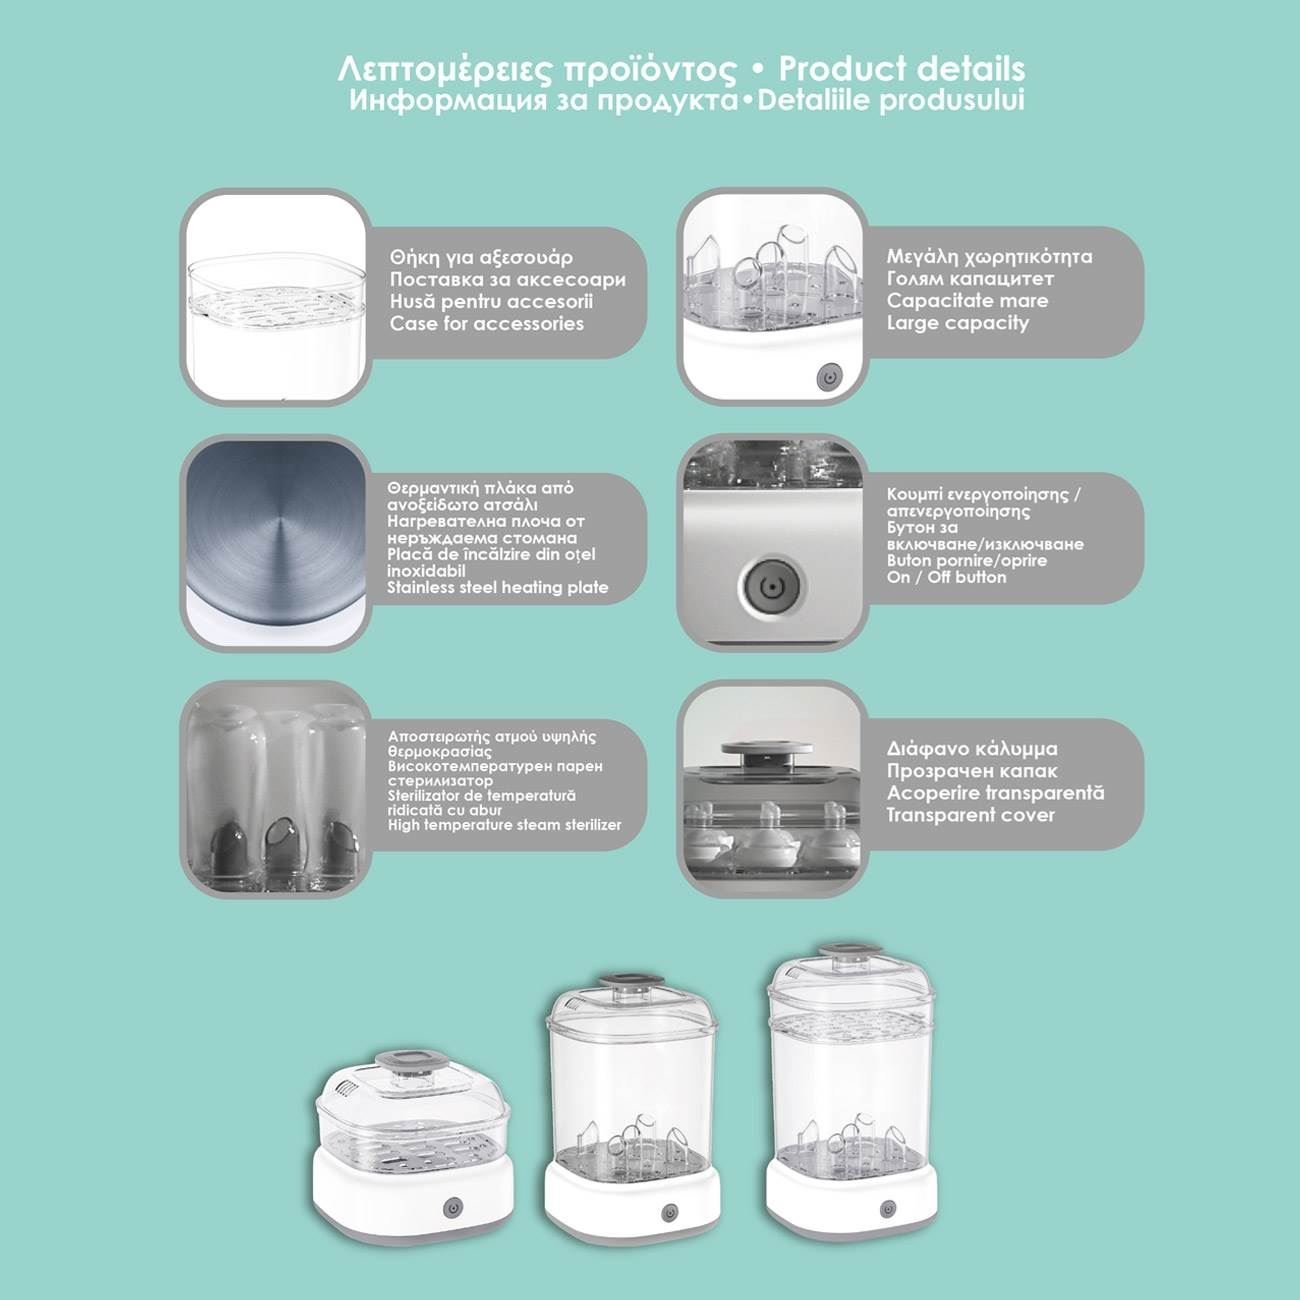 Λεπτομέρειες προϊόντος • Product details
Информация за продукта•Detaliile produsului
Θήκη για αξεσουάρ
Поставка за аксесоари
Husă pentru accesorii
Case for accessories
Μεγάλη χωρητικότητα
Голям капацитет
Capacitate mare
Large capacity
Θερμαντική πλάκα από
ανοξείδωτο ατσάλι
Нагревателна плоча от
неръждаема стомана
Placă de încălzire din oțel
inoxidabil
Stainless steel heating plate
Κουμπί ενεργοποίησης /
απενεργοποίησης
Бутон за
включване/изключване
Buton pornire/oprire
On / Off button
Αποστειρωτής ατμού υψηλής
θερμοκρασίας
Високотемпературен парен
стерилизатор
Sterilizator de temperatură
ridicată cu abur
High temperature steam sterilizer
Διάφανο κάλυμμα
Прозрачен капак
Acoperire transparentă
Transparent cover